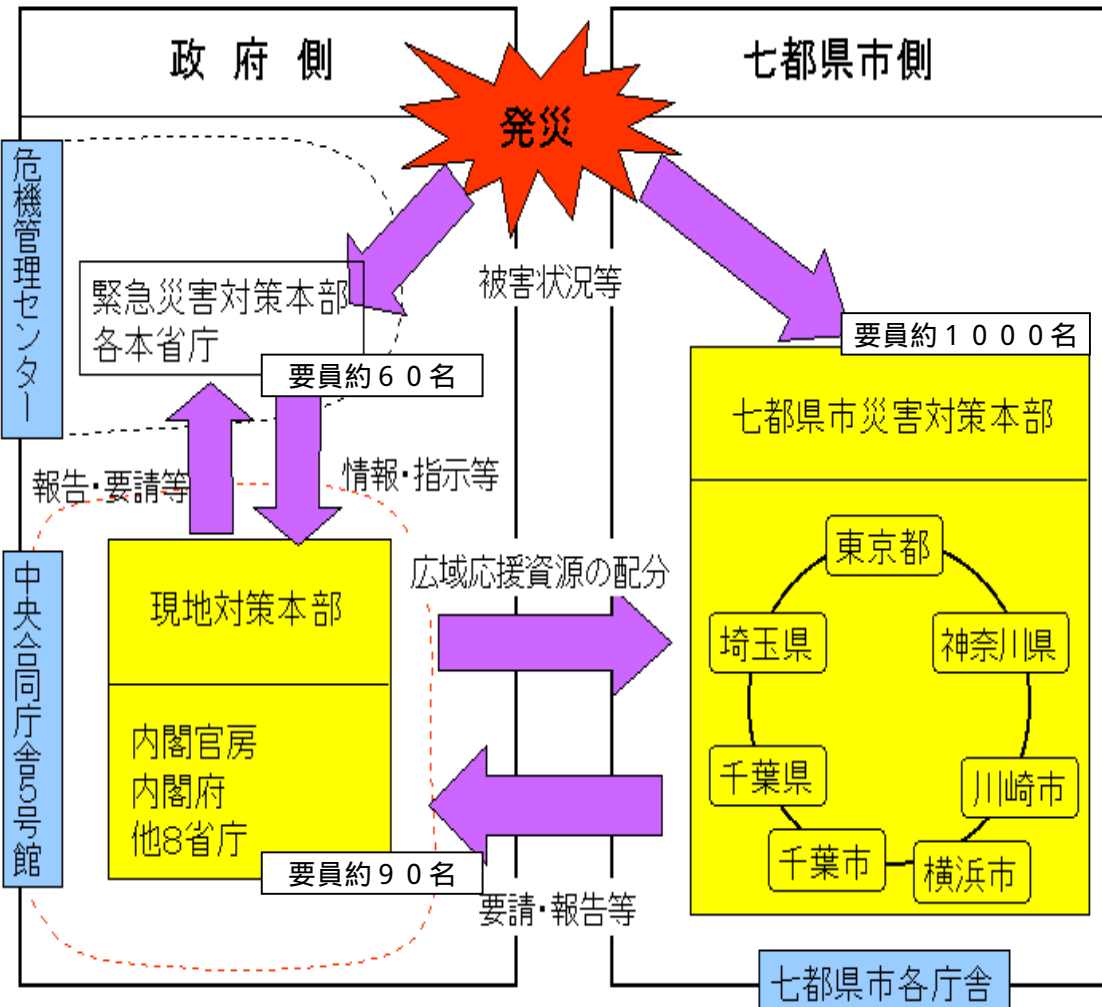 政府側
七都県市側
発災
危機管理センター
被害状況等
緊急災害対策本部
各本省庁
要員約60名
要員約1000名
七都県市災害対策本部
報告・要請等
情報・指示等
中央合同庁舎5号館
現地対策本部
内閣官房
内閣府
他8省庁
要員約90名
広域応援資源の配分
要請・報告等
東京都
埼玉県
神奈川県
千葉県
川崎市
千葉市
横浜市
七都県市各庁舎